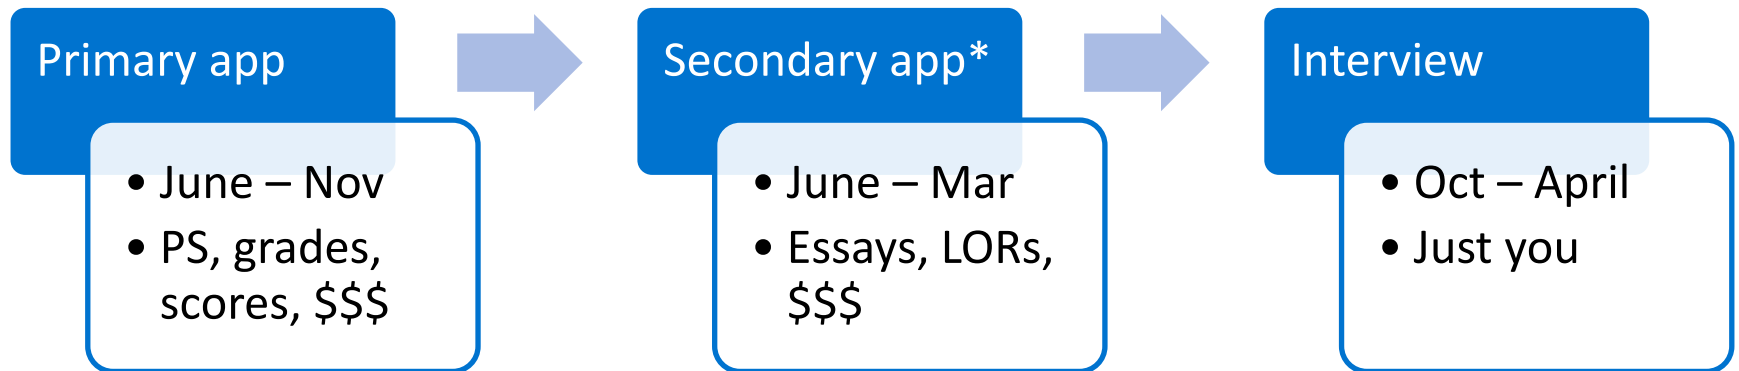 Primary app
• June – Nov
• PS, grades,
scores, $$$
Secondary app*
• June – Mar
• Essays, LORs,
$$$
Interview
• Oct – April
• Just you